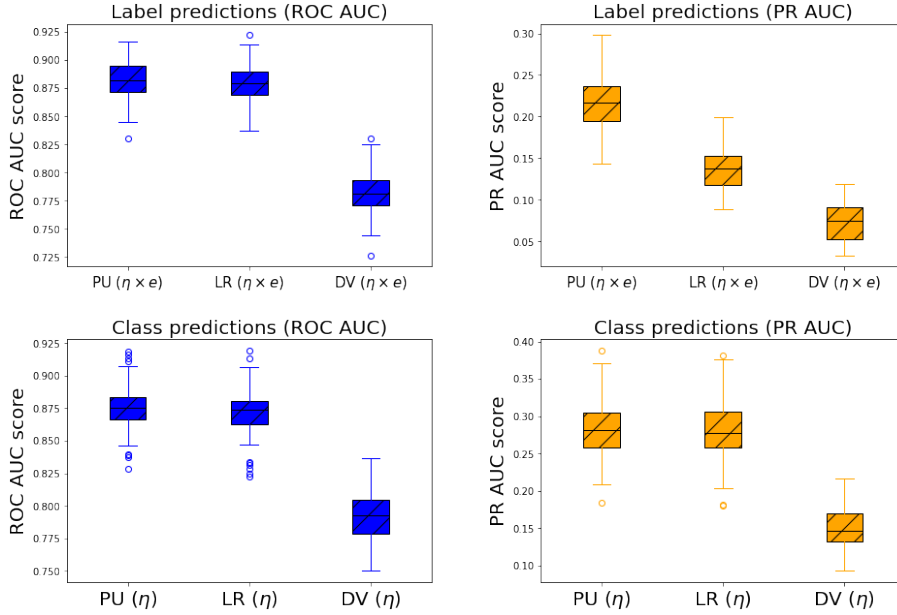 Label predictions (ROC AUC)
ROC AUC score
0.925
0.900
0.875
0.850
0.825
0.800
0.775
0.750
0.725
PU (η × e)
LR (η × e)
DV (η × e)
Label predictions (PR AUC)
PR AUC score
0.30
0.25
0.20
0.15
0.10
0.05
PU (η × e)
LR (η × e)
DV (η × e)
Class predictions (ROC AUC)
ROC AUC score
0.925
0.900
0.875
0.850
0.825
0.800
0.775
0.750
PU (η)
LR (η)
DV (η)
Class predictions (PR AUC)
PR AUC score
0.40
0.35
0.30
0.25
0.20
0.15
0.10
PU (η)
LR (η)
DV (η)